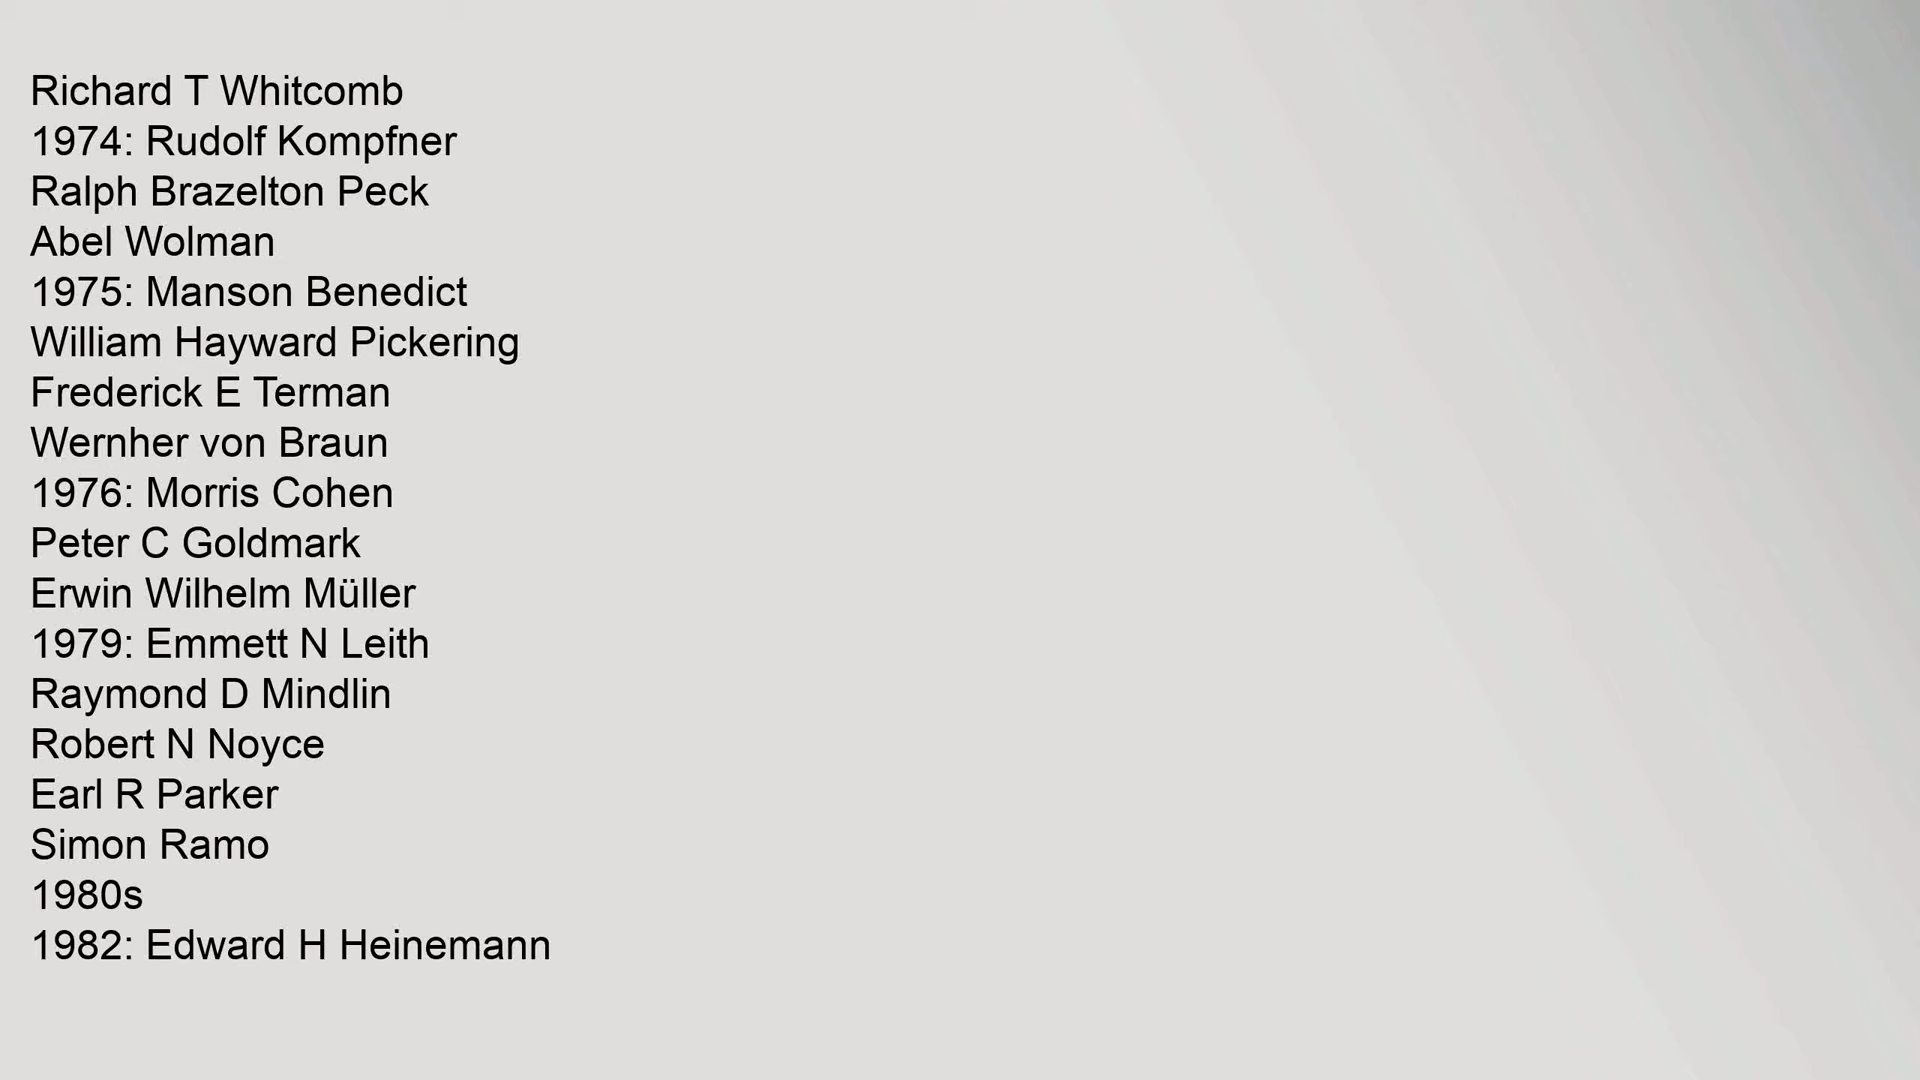 Richard T Whitcomb
1974: Rudolf Kompfner
Ralph Brazelton Peck
Abel Wolman
1975: Manson Benedict
William Hayward Pickering
Frederick E Terman
Wernher von Braun
1976: Morris Cohen
Peter C Goldmark
Erwin Wilhelm Müller
1979: Emmett N Leith
Raymond D Mindlin
Robert N Noyce
Earl R Parker
Simon Ramo
1980s
1982: Edward H Heinemann